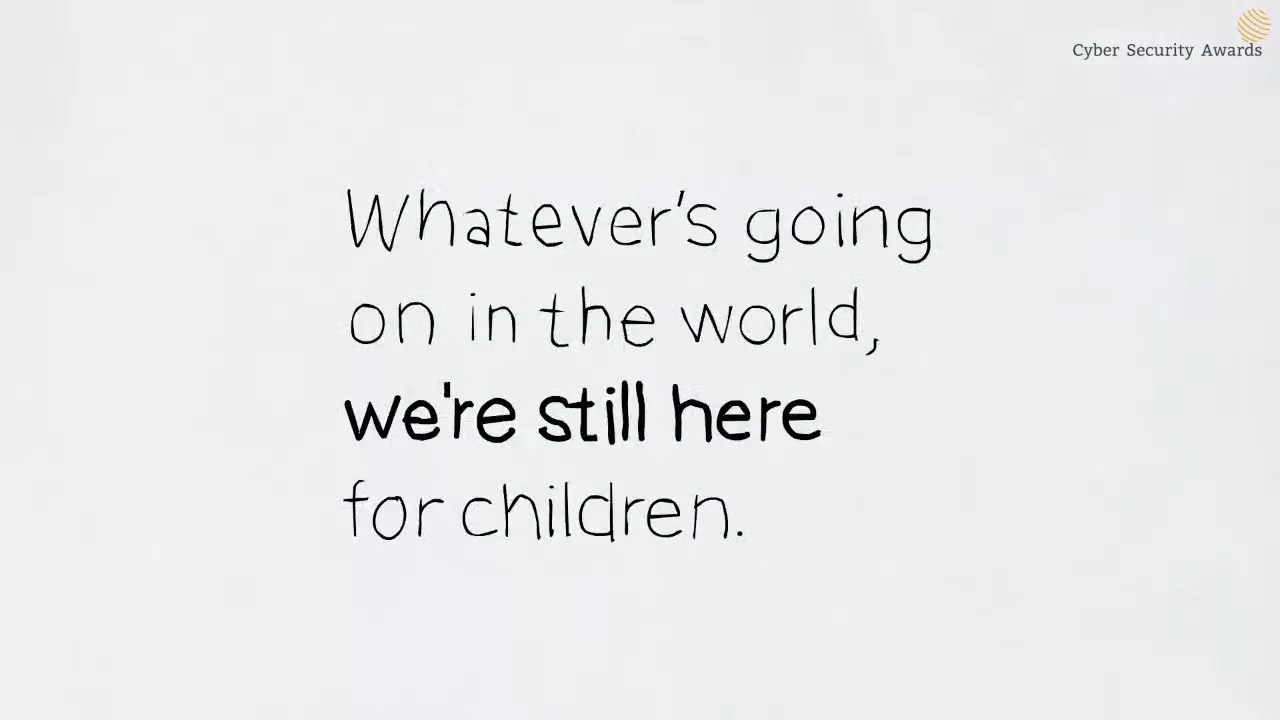 Cyber Security Awards
Whatever's going
on in the world,
we're still here
for children.